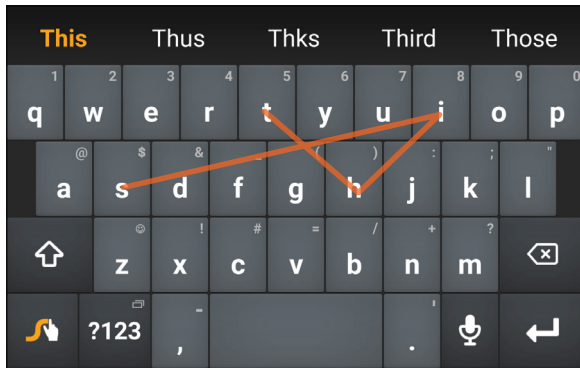 This Thus Thks Third Those
1 2 3 4 5 6 7 8 9 0
q w e r t y u i o p
@ $ & _ ( ) : ; "
a s d f g h j k l
☺ ! # = / + ?
z x c v b n m
?123 , - . '